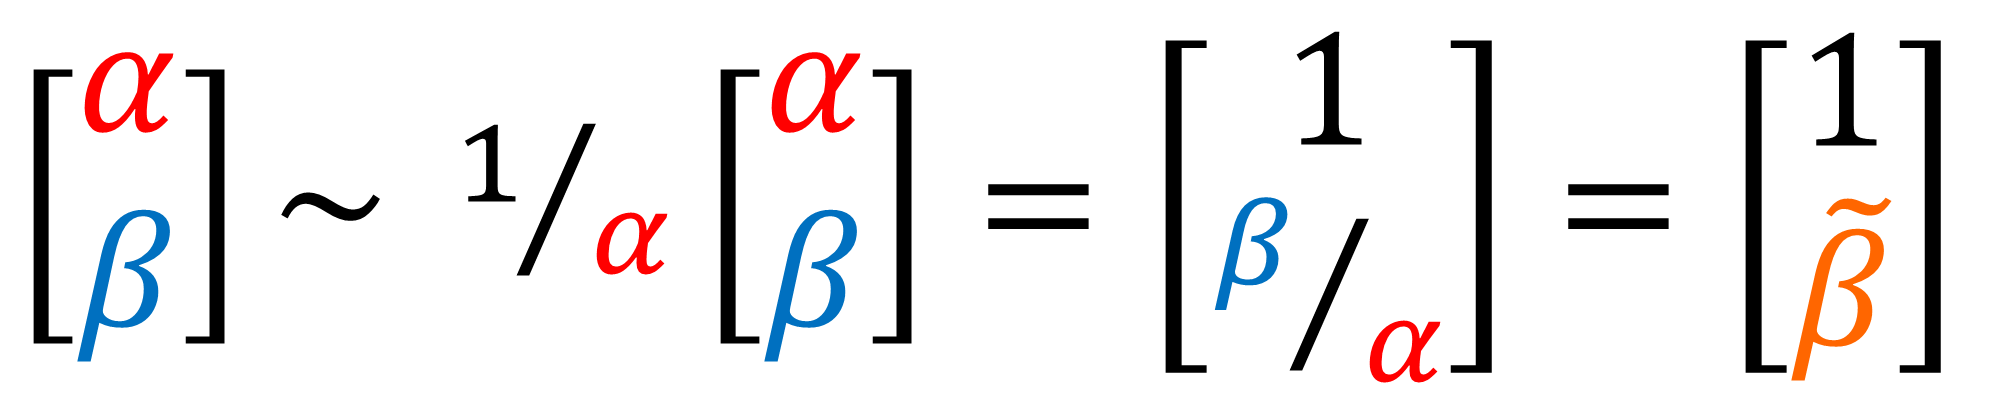 [α β] ~ 1/α [α β] = [1 β/α] = [1 β̃]